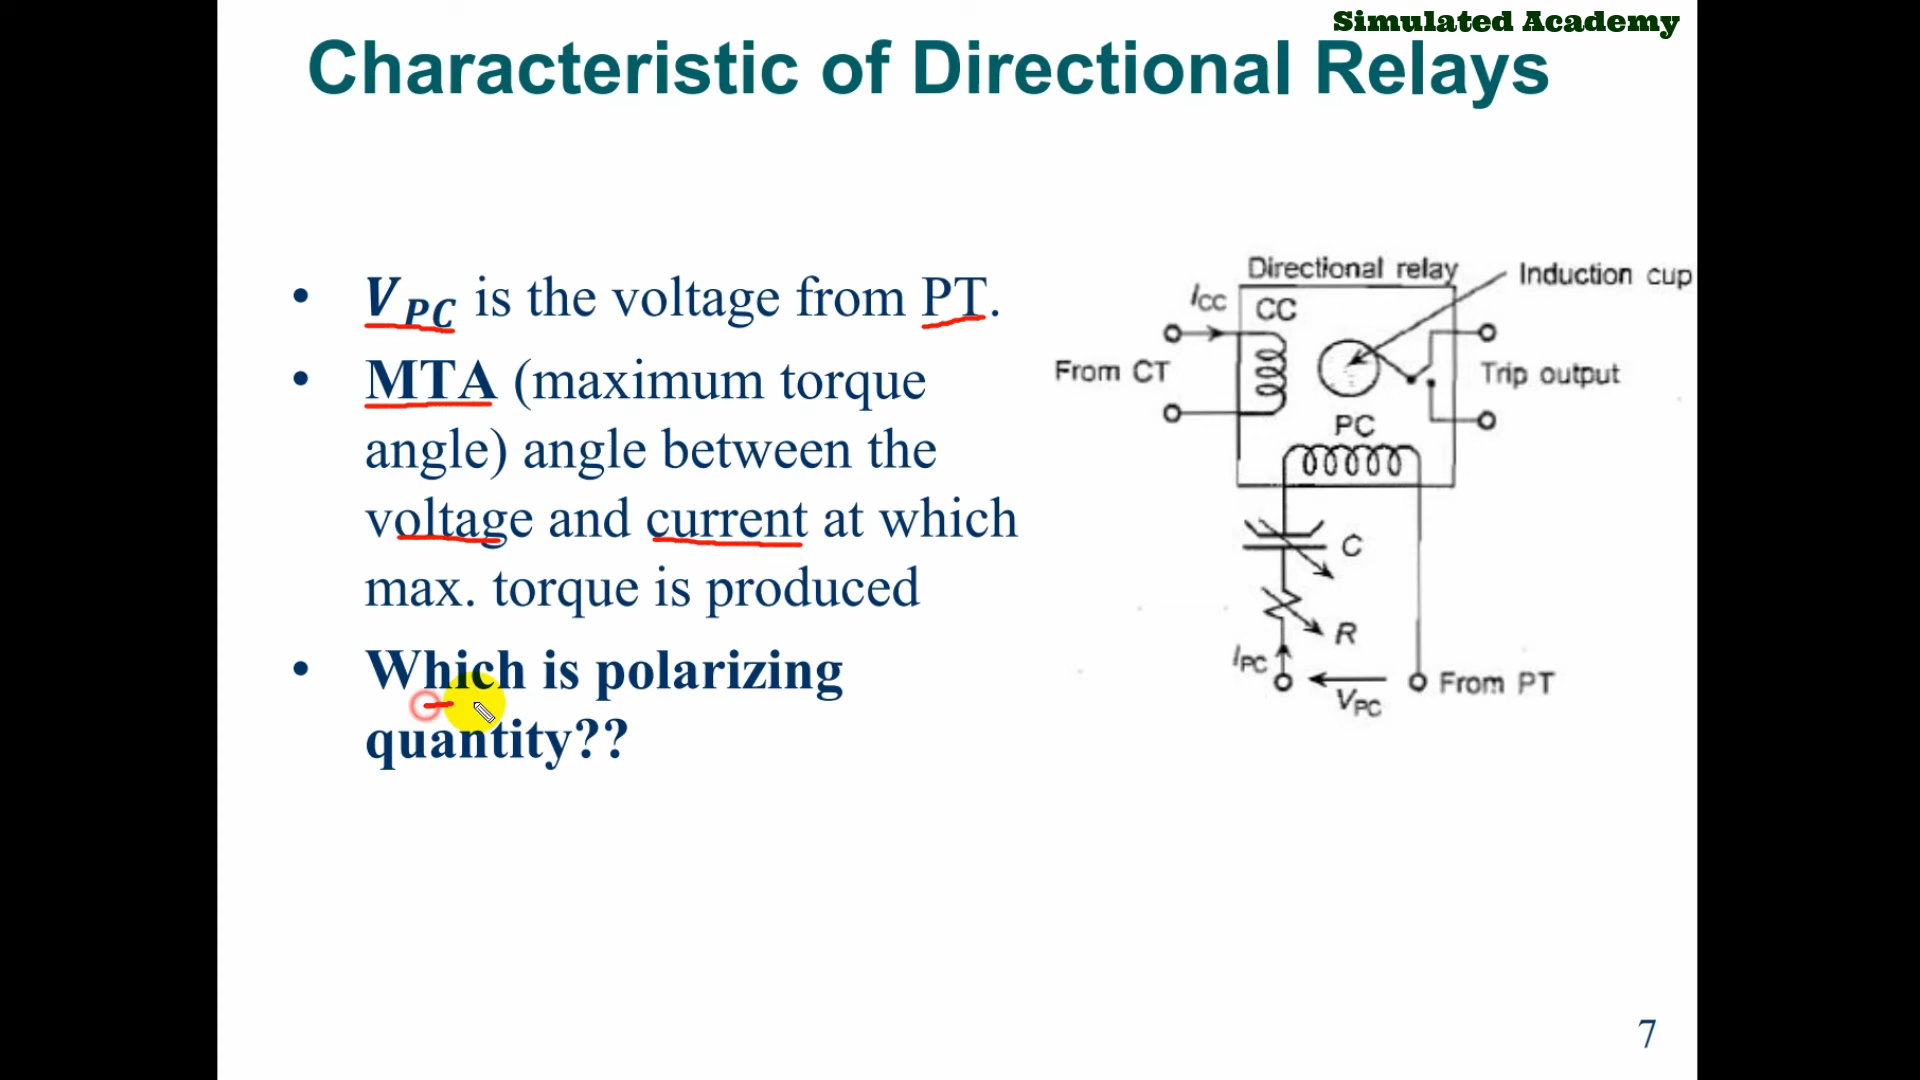 Simulated Academy
Characteristic of Directional Relays
• V_PC is the voltage from PT.
• MTA (maximum torque
angle) angle between the
voltage and current at which
max. torque is produced
• Which is polarizing
quantity??
Directional relay
Induction cup
ICC
CC
From CT
Trip output
PC
C
R
IPC
VPC
From PT
7